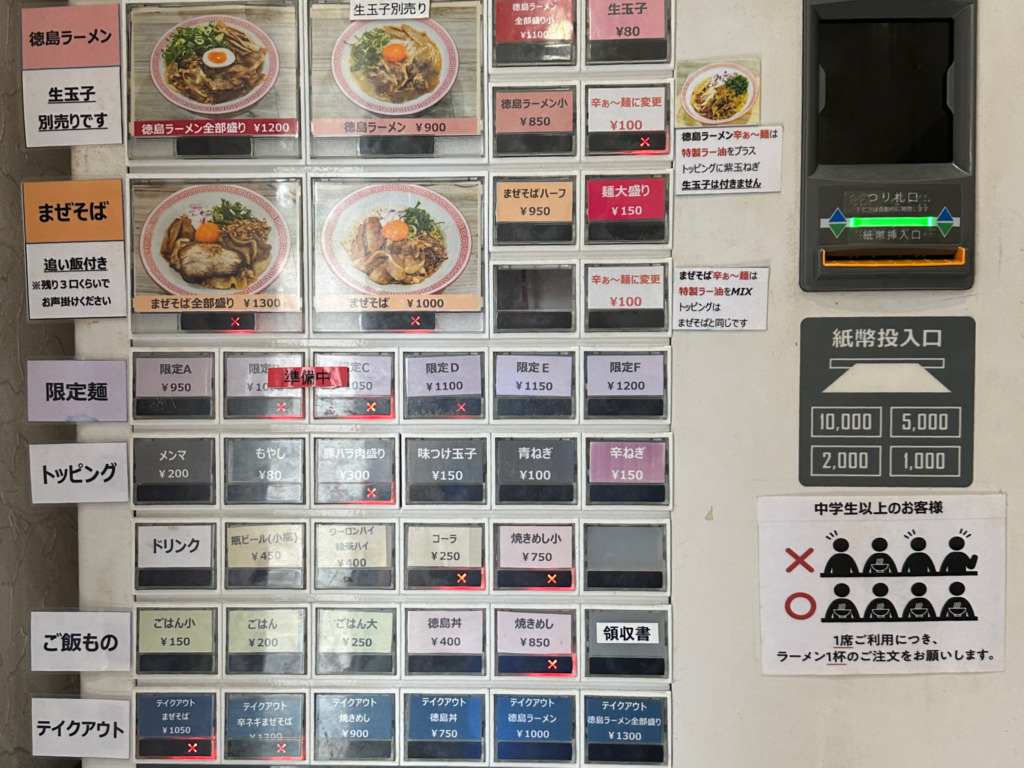 徳島ラーメン
生玉子
別売りです
徳島ラーメン全部盛り ¥1200
生玉子別売り
徳島ラーメン ¥900
徳島ラーメン
全部盛り小
¥1100
生玉子
¥80
徳島ラーメン小
¥850
辛ぁ〜麺に変更
¥100
徳島ラーメン辛ぁ〜麺は
特製ラー油をプラス
トッピングに紫玉ねぎ
生玉子は付きません
まぜそば
追い飯付き
※残り3口くらいで
お声掛けください
まぜそば全部盛り ¥1300
まぜそば ¥1000
まぜそばハーフ
¥950
麺大盛り
¥150
辛ぁ〜麺に変更
¥100
まぜそば辛ぁ〜麺は
特製ラー油をMIX
トッピングは
まぜそばと同じです
限定麺
限定A
¥950
準備中
限定D
¥1100
限定E
¥1150
限定F
¥1200
トッピング
メンマ
¥200
もやし
¥80
豚バラ肉盛り
¥300
味つけ玉子
¥150
青ねぎ
¥100
辛ねぎ
¥150
ドリンク
瓶ビール(小瓶)
¥450
ウーロンハイ
緑茶ハイ
¥400
コーラ
¥250
焼きめし小
¥750
ご飯もの
ごはん小
¥150
ごはん
¥200
ごはん大
¥250
徳島丼
¥400
焼きめし
¥850
領収書
テイクアウト
テイクアウト
まぜそば
¥1050
テイクアウト
辛ネギまぜそば
テイクアウト
焼きめし
¥900
テイクアウト
徳島丼
¥750
テイクアウト
徳島ラーメン
¥1000
テイクアウト
徳島ラーメン全部盛り
¥1300
つり札口
紙幣挿入口
紙幣投入口
10,000
5,000
2,000
1,000
中学生以上のお客様
1席ご利用につき、
ラーメン1杯のご注文をお願いします。